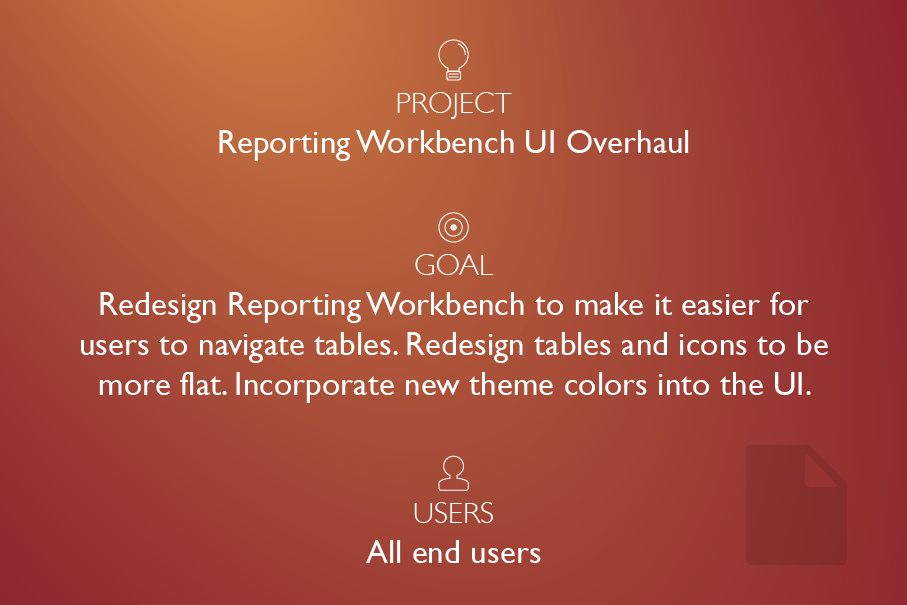 PROJECT
Reporting Workbench UI Overhaul
GOAL
Redesign Reporting Workbench to make it easier for
users to navigate tables. Redesign tables and icons to be
more flat. Incorporate new theme colors into the UI.
USERS
All end users